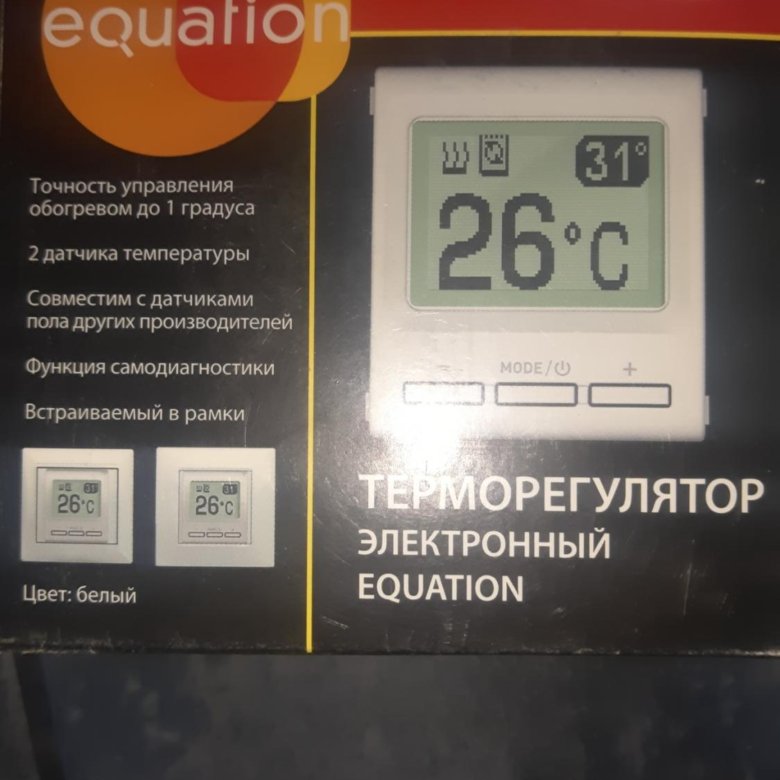 equation
Точность управления
обогревом до 1 градуса
2 датчика температуры
Совместим с датчиками
пола других производителей
Функция самодиагностики
Встраиваемый в рамки
31
26°C
31
26°C
Цвет: белый
31°
26°C
MODE/⏻ +
ТЕРМОРЕГУЛЯТОР
ЭЛЕКТРОННЫЙ
EQUATION